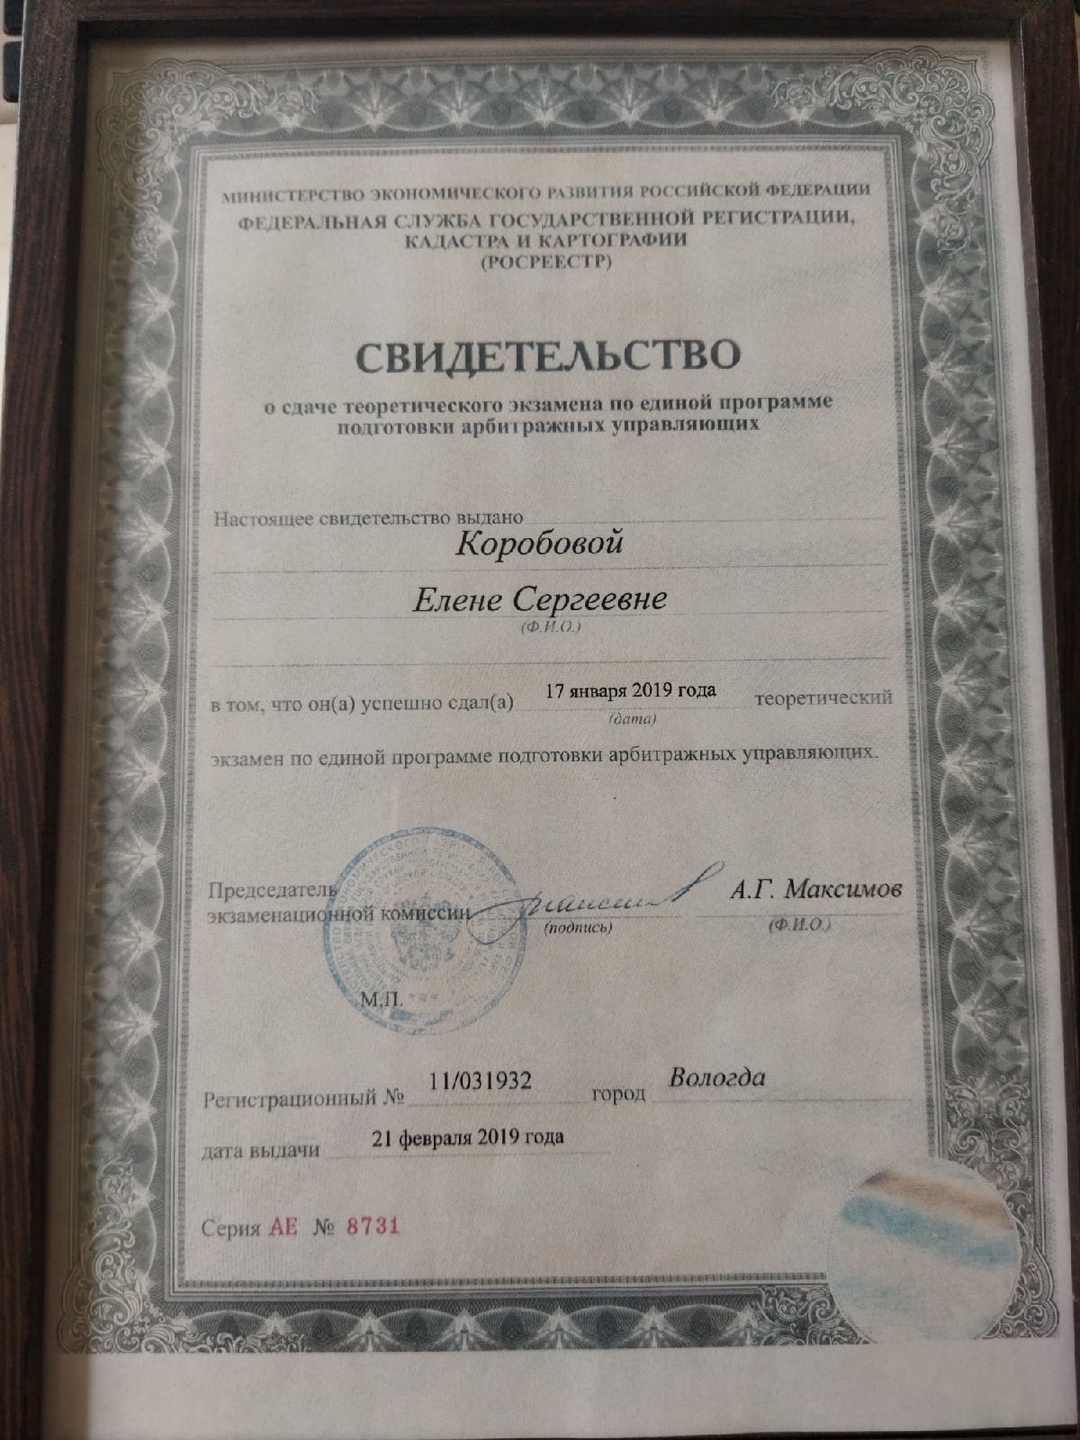 МИНИСТЕРСТВО ЭКОНОМИЧЕСКОГО РАЗВИТИЯ РОССИЙСКОЙ ФЕДЕРАЦИИ
ФЕДЕРАЛЬНАЯ СЛУЖБА ГОСУДАРСТВЕННОЙ РЕГИСТРАЦИИ,
КАДАСТРА И КАРТОГРАФИИ
(РОСРЕЕСТР)
СВИДЕТЕЛЬСТВО
о сдаче теоретического экзамена по единой программе
подготовки арбитражных управляющих
Настоящее свидетельство выдано
Коробовой
Елене Сергеевне
(Ф.И.О.)
в том, что он(а) успешно сдал(а) 17 января 2019 года теоретический
(дата)
экзамен по единой программе подготовки арбитражных управляющих.
Председатель
экзаменационной комиссии А.Г. Максимов
(подпись) (Ф.И.О.)
М.П.
Регистрационный № 11/031932 город Вологда
дата выдачи 21 февраля 2019 года
Серия АЕ № 8731